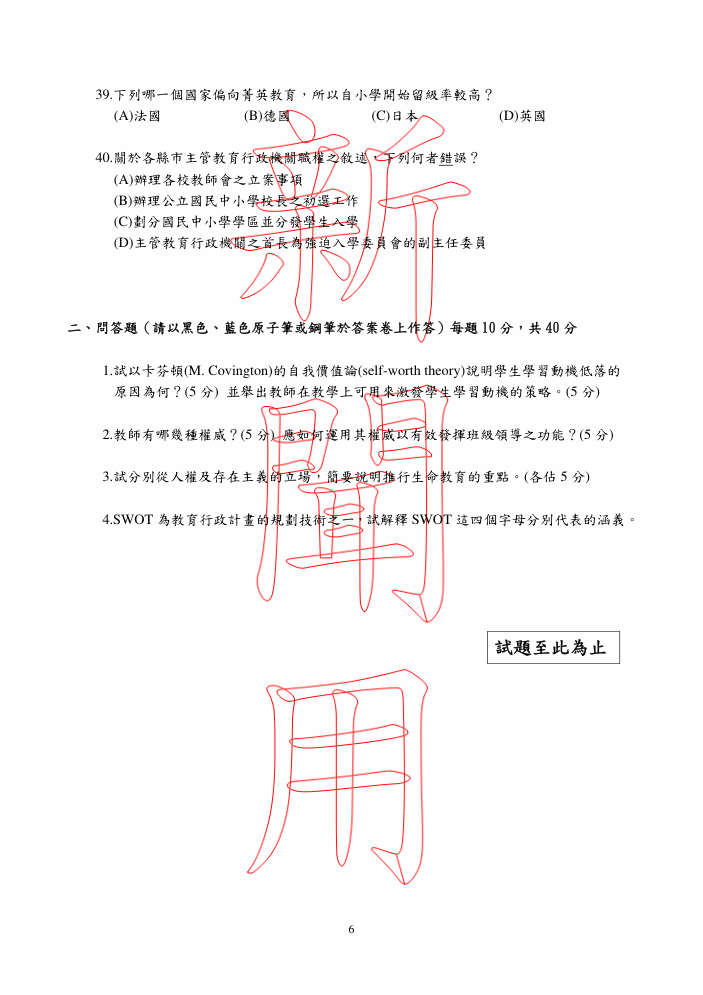 39.下列哪一個國家偏向菁英教育，所以自小學開始留級率較高？
(A)法國 (B)德國 (C)日本 (D)英國
40.關於各縣市主管教育行政機關職權之敘述，下列何者錯誤？
(A)辦理各校教師會之立案事項
(B)辦理公立國民中小學校長之初選工作
(C)劃分國民中小學學區並分發學生入學
(D)主管教育行政機關之首長為強迫入學委員會的副主任委員
二、問答題（請以黑色、藍色原子筆或鋼筆於答案卷上作答）每題 10 分，共 40 分
1.試以卡芬頓(M. Covington)的自我價值論(self-worth theory)說明學生學習動機低落的
原因為何？(5 分) 並舉出教師在教學上可用來激發學生學習動機的策略。(5 分)
2.教師有哪幾種權威？(5 分) 應如何運用其權威以有效發揮班級領導之功能？(5 分)
3.試分別從人權及存在主義的立場，簡要說明推行生命教育的重點。(各佔 5 分)
4.SWOT 為教育行政計畫的規劃技術之一，試解釋 SWOT 這四個字母分別代表的涵義。
試題至此為止
新聞用
6